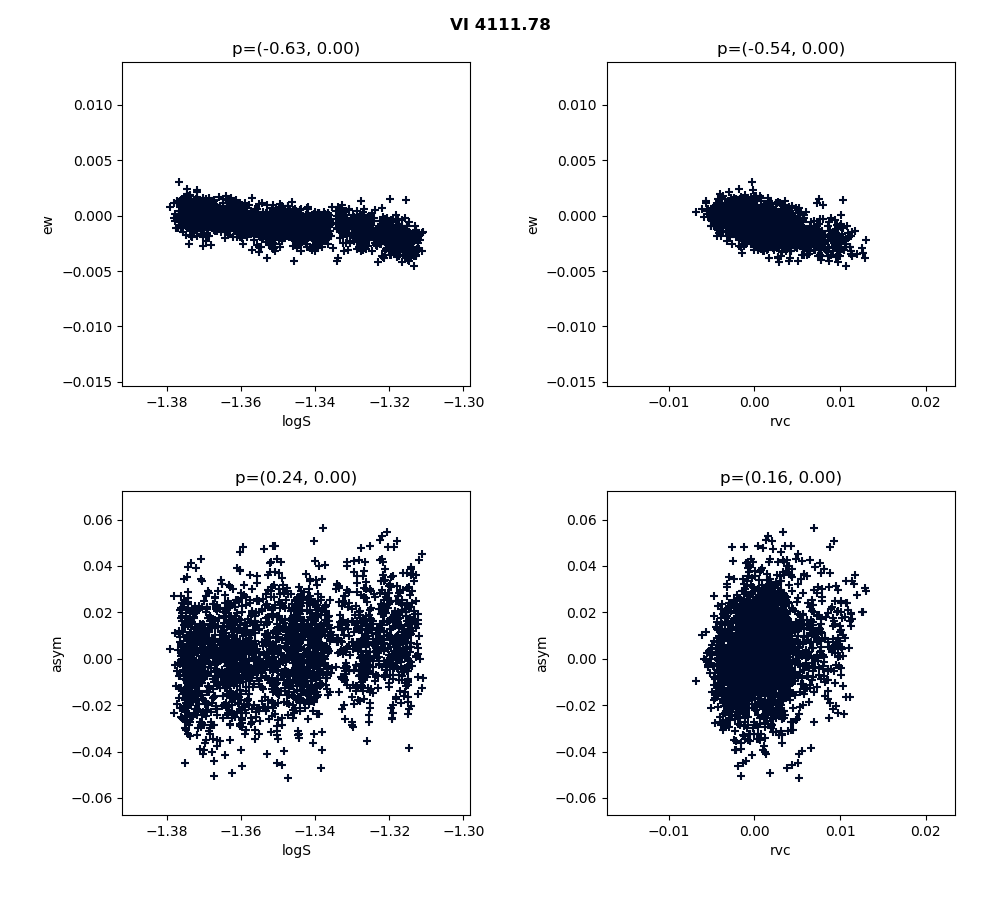 VI 4111.78
p=(-0.63, 0.00)
p=(-0.54, 0.00)
0.010
0.005
0.000
−0.005
−0.010
−0.015
ew
−1.38 −1.36 −1.34 −1.32 −1.30
logS
0.010
0.005
0.000
−0.005
−0.010
−0.015
ew
−0.01 0.00 0.01 0.02
rvc
p=(0.24, 0.00)
p=(0.16, 0.00)
0.06
0.04
0.02
0.00
−0.02
−0.04
−0.06
asym
−1.38 −1.36 −1.34 −1.32 −1.30
logS
0.06
0.04
0.02
0.00
−0.02
−0.04
−0.06
asym
−0.01 0.00 0.01 0.02
rvc